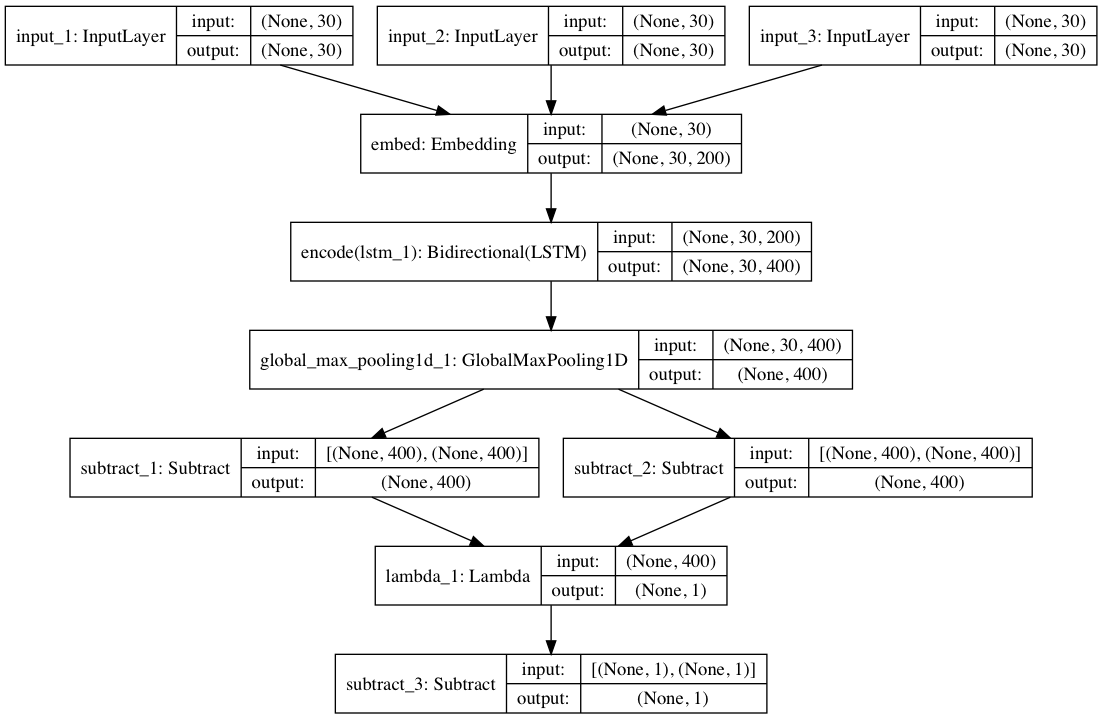 input_1: InputLayer input: (None, 30) output: (None, 30)
input_2: InputLayer input: (None, 30) output: (None, 30)
input_3: InputLayer input: (None, 30) output: (None, 30)
embed: Embedding input: (None, 30) output: (None, 30, 200)
encode(lstm_1): Bidirectional(LSTM) input: (None, 30, 200) output: (None, 30, 400)
global_max_pooling1d_1: GlobalMaxPooling1D input: (None, 30, 400) output: (None, 400)
subtract_1: Subtract input: [(None, 400), (None, 400)] output: (None, 400)
subtract_2: Subtract input: [(None, 400), (None, 400)] output: (None, 400)
lambda_1: Lambda input: (None, 400) output: (None, 1)
subtract_3: Subtract input: [(None, 1), (None, 1)] output: (None, 1)